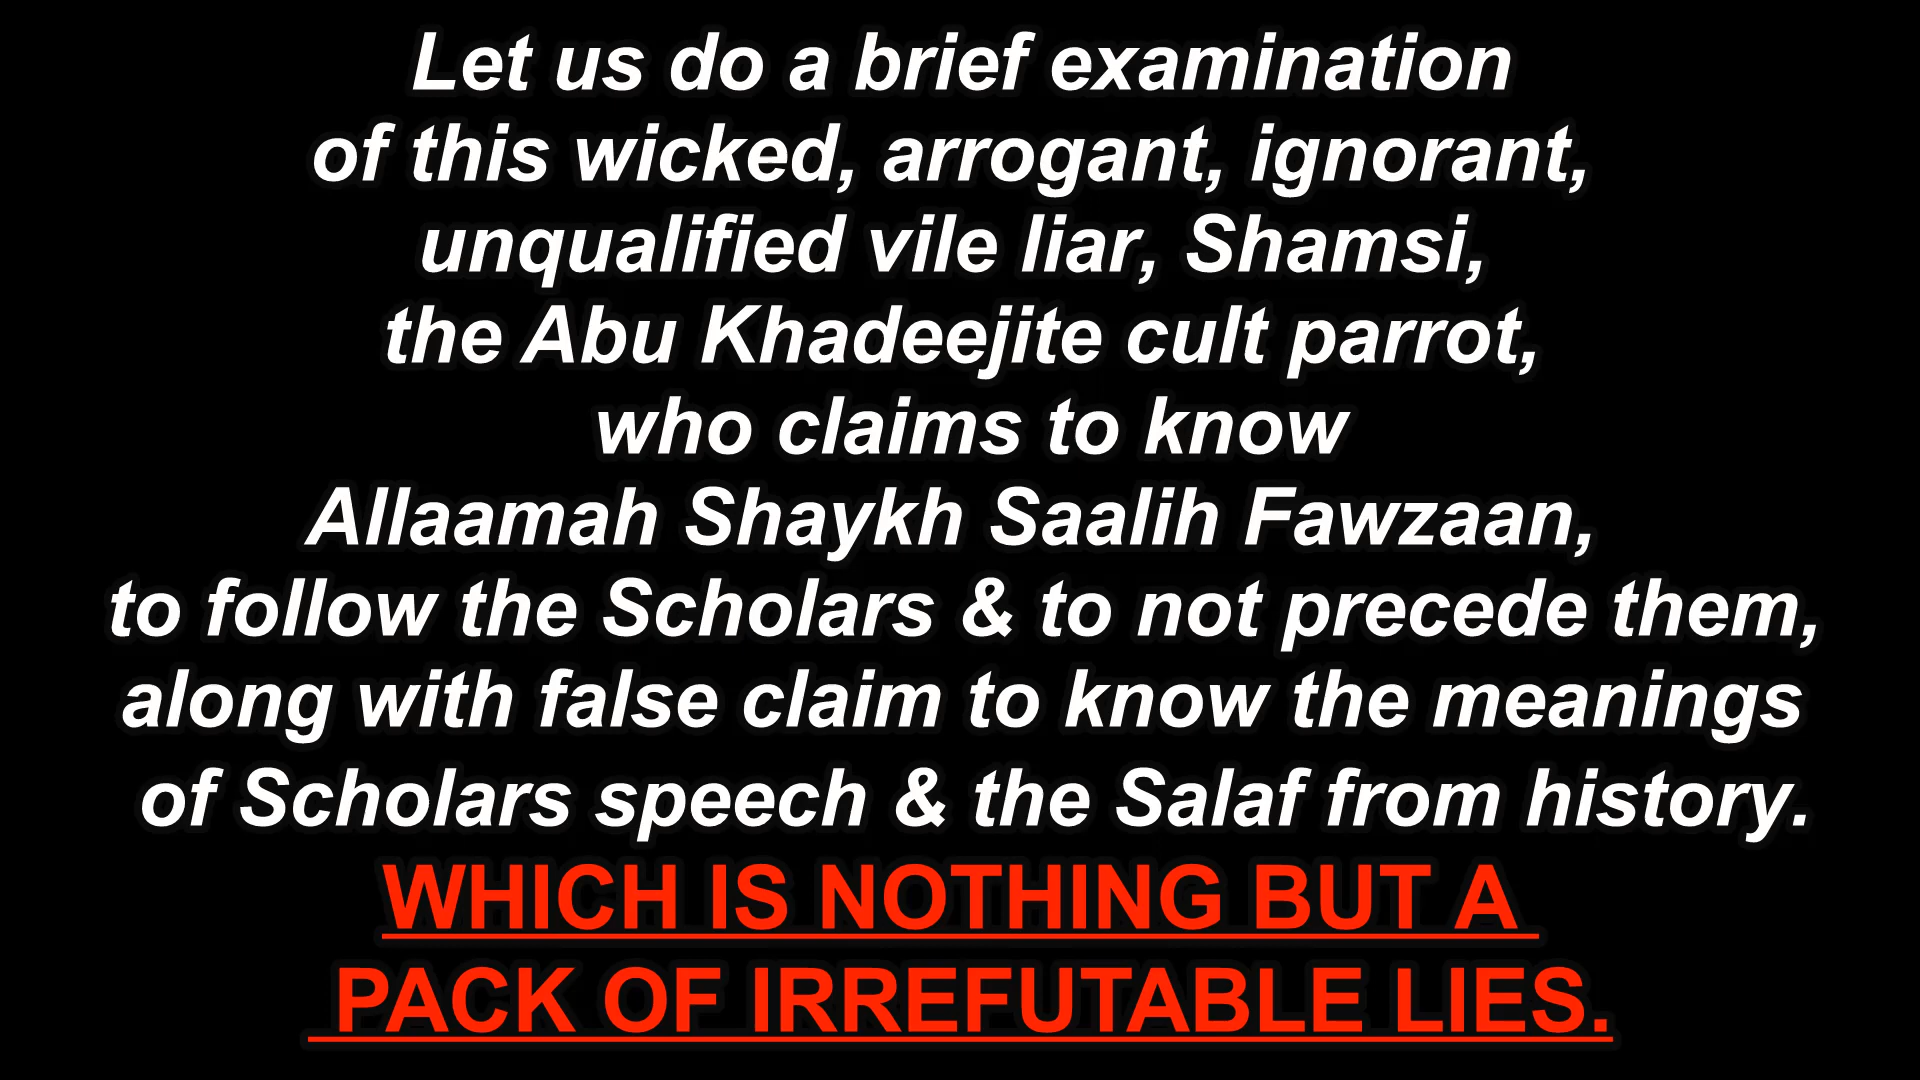 Let us do a brief examination
of this wicked, arrogant, ignorant,
unqualified vile liar, Shamsi,
the Abu Khadeejite cult parrot,
who claims to know
Allaamah Shaykh Saalih Fawzaan,
to follow the Scholars & to not precede them,
along with false claim to know the meanings
of Scholars speech & the Salaf from history.
WHICH IS NOTHING BUT A
PACK OF IRREFUTABLE LIES.